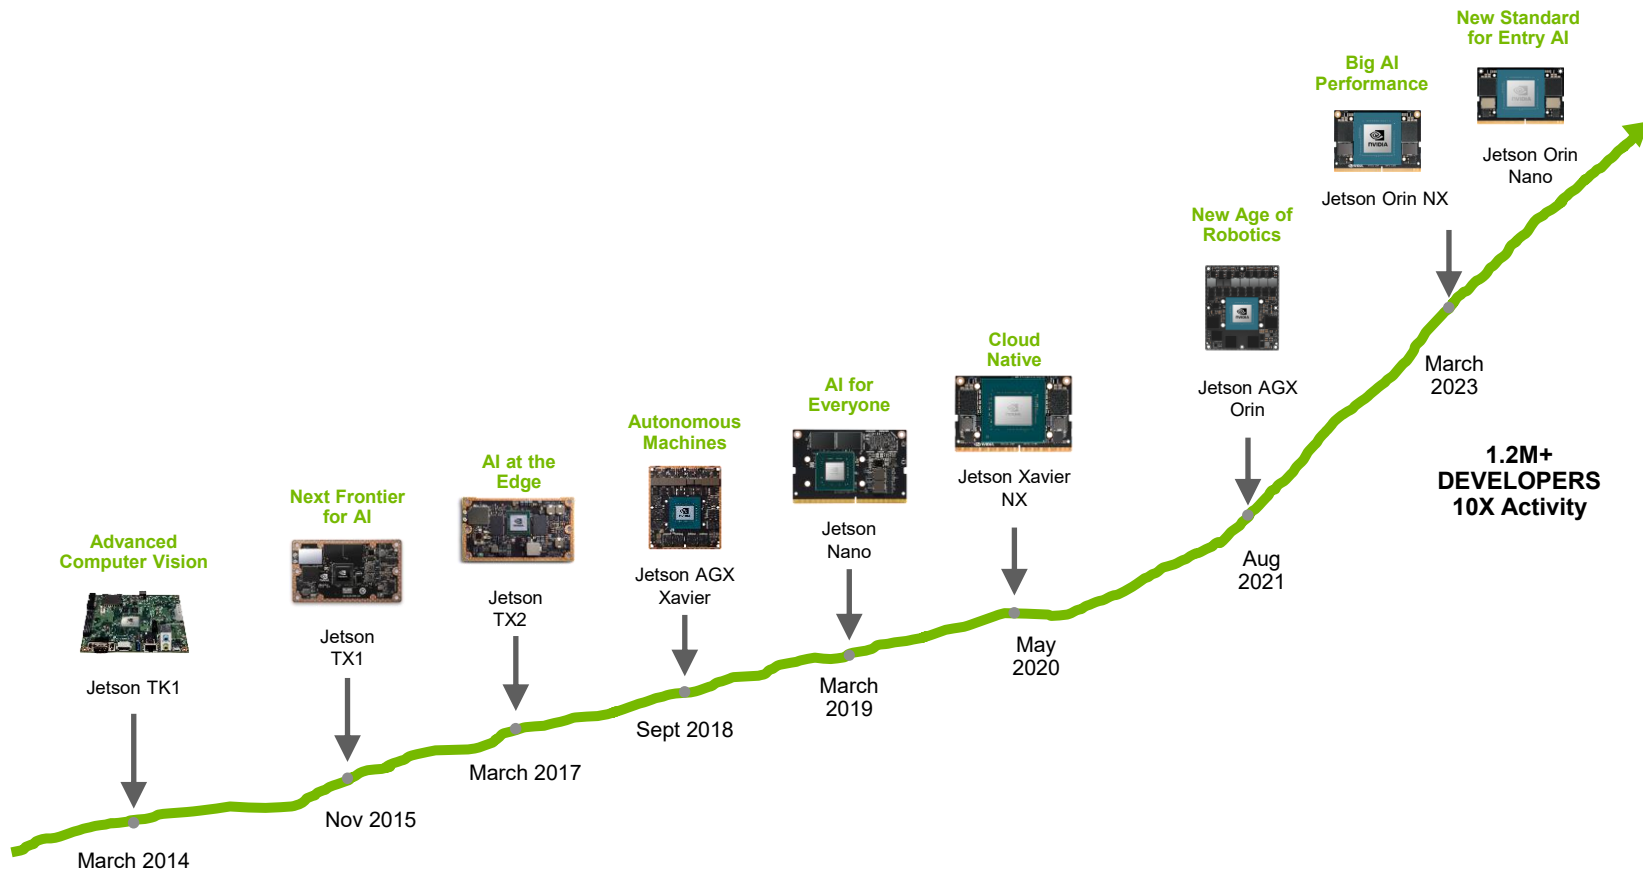 Advanced
Computer Vision
Jetson TK1
March 2014
Next Frontier
for AI
Jetson
TX1
Nov 2015
AI at the
Edge
Jetson
TX2
March 2017
Autonomous
Machines
Jetson AGX
Xavier
Sept 2018
AI for
Everyone
Jetson
Nano
March
2019
Cloud
Native
Jetson Xavier
NX
May
2020
New Age of
Robotics
NVIDIA
Jetson AGX
Orin
Aug
2021
Big AI
Performance
NVIDIA
Jetson Orin NX
New Standard
for Entry AI
NVIDIA
Jetson Orin
Nano
March
2023
1.2M+
DEVELOPERS
10X Activity